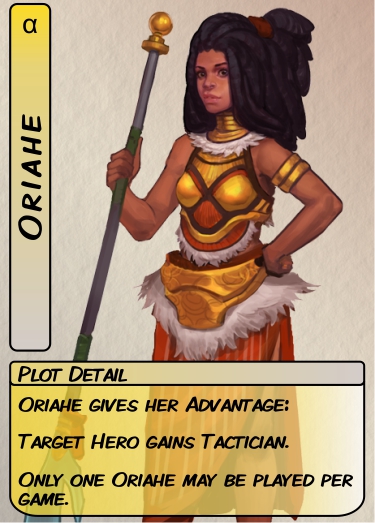 α
Oriahe
Plot Detail
Oriahe gives her Advantage:
Target Hero gains Tactician.
Only one Oriahe may be played per
game.